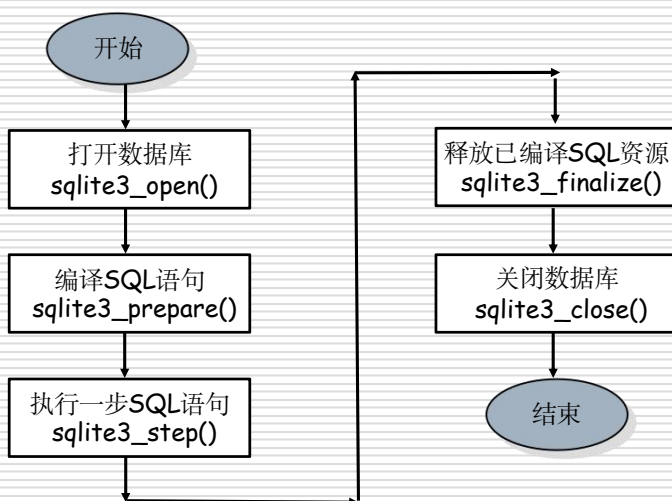 开始
打开数据库
sqlite3_open()
编译SQL语句
sqlite3_prepare()
执行一步SQL语句
sqlite3_step()
释放已编译SQL资源
sqlite3_finalize()
关闭数据库
sqlite3_close()
结束